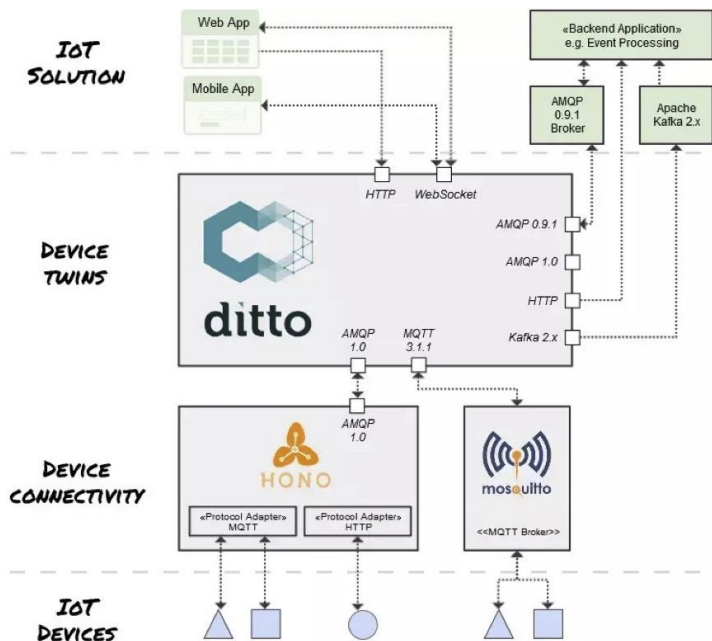 IoT
Solution
Web App
Mobile App
«Backend Application»
e.g. Event Processing
AMQP
0.9.1
Broker
Apache
Kafka 2.x
Device
twins
HTTP
WebSocket
AMQP 0.9.1
AMQP 1.0
HTTP
Kafka 2.x
ditto
AMQP
1.0
MQTT
3.1.1
Device
connectivity
AMQP
1.0
HONO
«Protocol Adapter»
MQTT
«Protocol Adapter»
HTTP
mosquitto
<<MQTT Broker>>
IoT
Devices